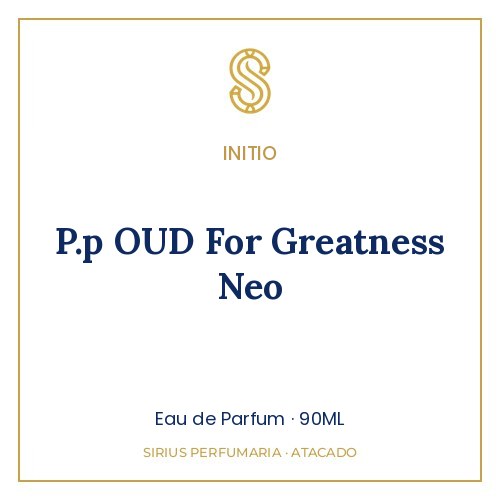 INITIO
P.p OUD For Greatness
Neo
Eau de Parfum · 90ML
SIRIUS PERFUMARIA · ATACADO